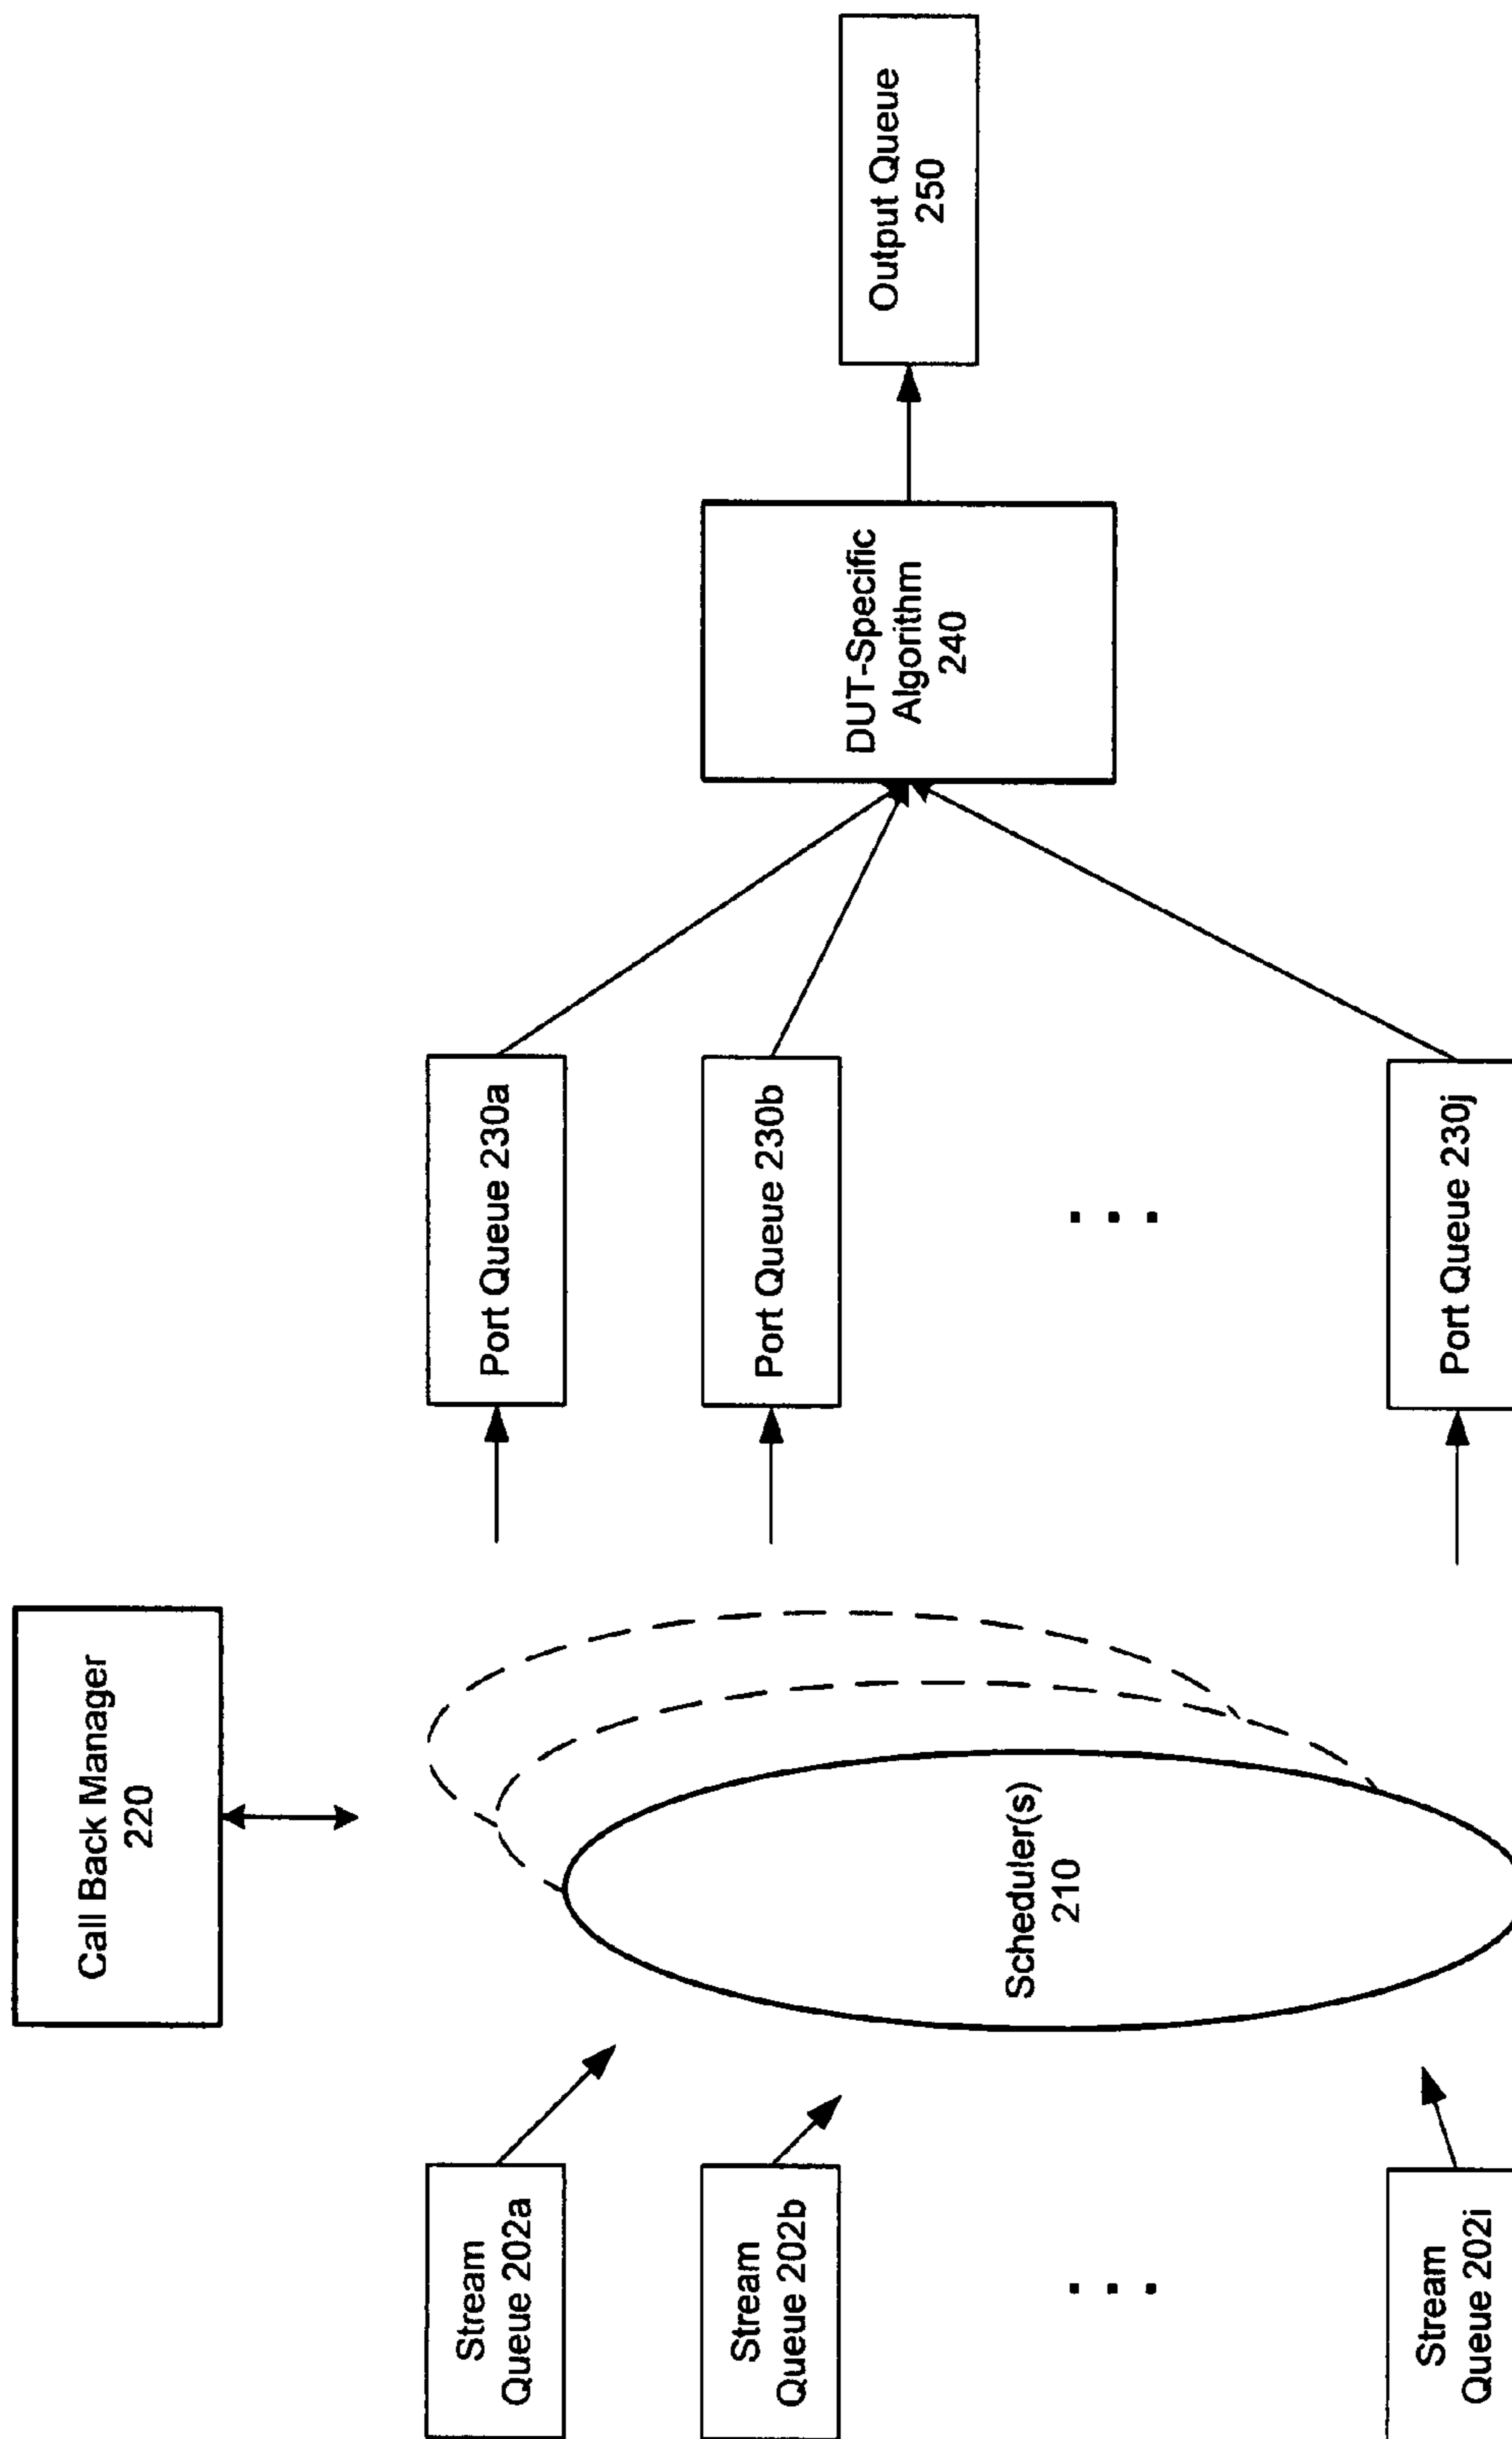 Call Back Manager
220
Stream
Queue 202a
Stream
Queue 202b
. . .
Stream
Queue 202i
Scheduler(s)
210
Port Queue 230a
Port Queue 230b
. . .
Port Queue 230j
DUT-Specific
Algorithm
240
Output Queue
250